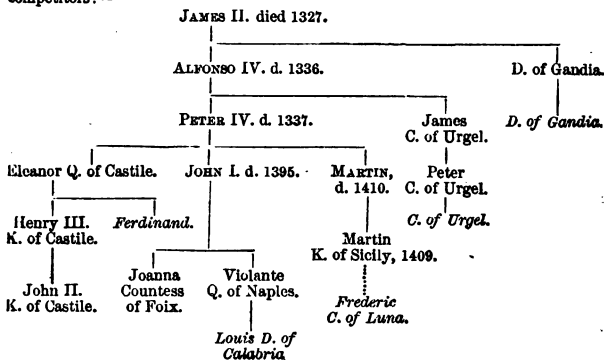 competitors:
JAMES II. died 1327.
ALFONSO IV. d. 1336. D. of Gandia.
PETER IV. d. 1337. James D. of Gandia.
C. of Urgel.
Eleanor Q. of Castile. JOHN I. d. 1395. MARTIN, Peter
d. 1410. C. of Urgel.
Henry III. Ferdinand. C. of Urgel.
K. of Castile. Martin
K. of Sicily, 1409.
Joanna Violante
John II. Countess Q. of Naples. Frederic
K. of Castile. of Foix. C. of Luna.
Louis D. of
Calabria